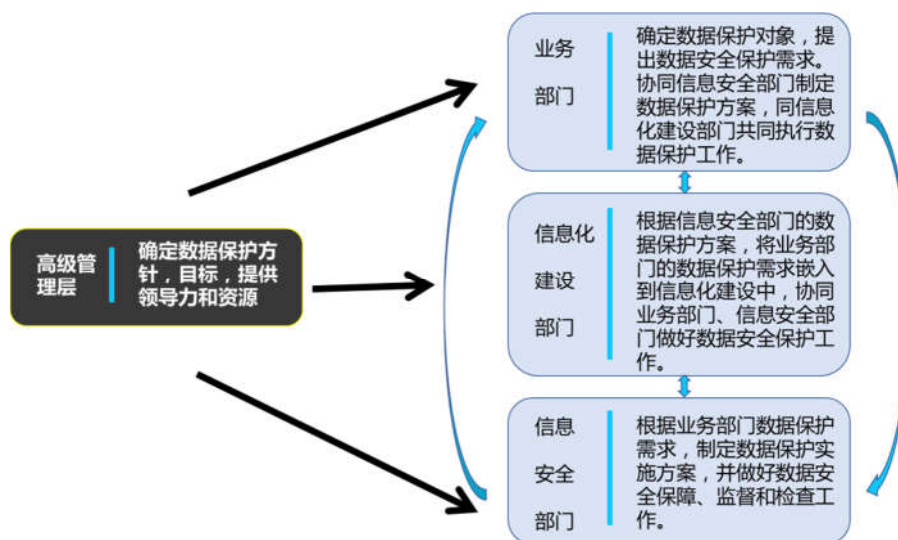 高级管
理层
确定数据保护方
针，目标，提供
领导力和资源
业务
部门
确定数据保护对象，提
出数据安全保护需求。
协同信息安全部门制定
数据保护方案，同信息
化建设部门共同执行数
据保护工作。
信息化
建设
部门
根据信息安全部门的数
据保护方案，将业务部
门的数据保护需求嵌入
到信息化建设中，协同
业务部门、信息安全部
门做好数据安全保护工
作。
信息
安全
部门
根据业务部门数据保护
需求，制定数据保护实
施方案，并做好数据安
全保障、监督和检查工
作。